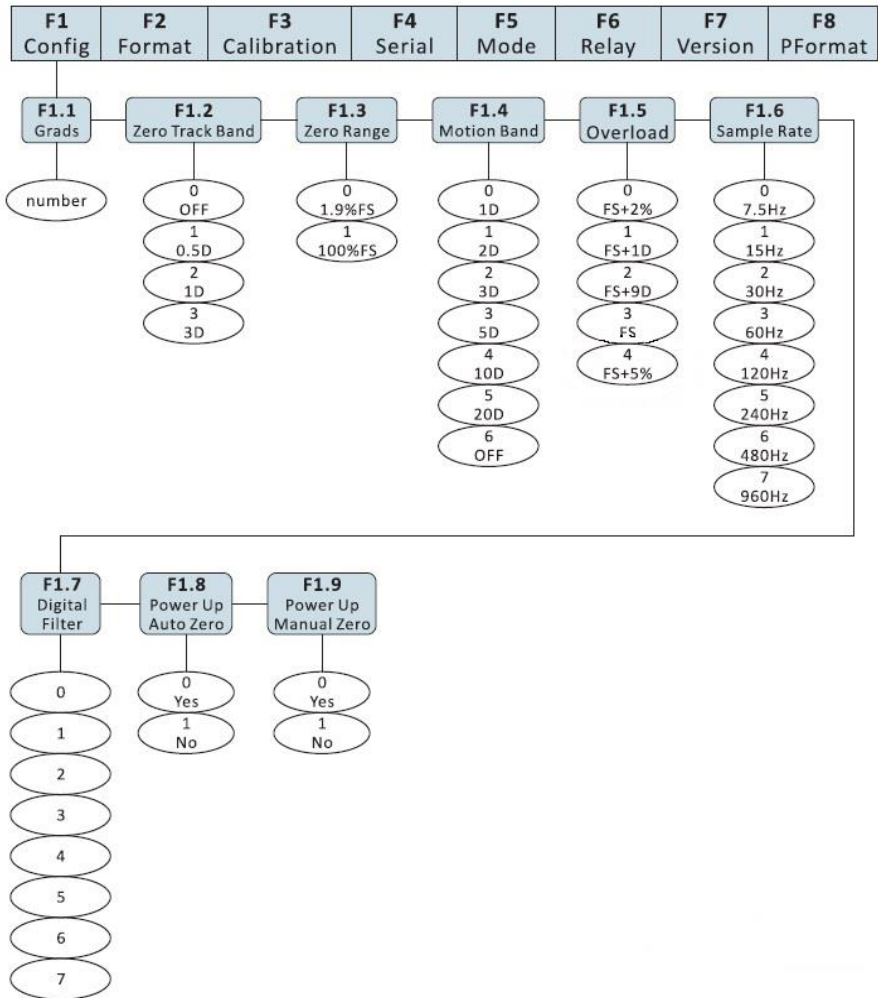 F1 F2 F3 F4 F5 F6 F7 F8
Config Format Calibration Serial Mode Relay Version PFormat
F1.1 F1.2 F1.3 F1.4 F1.5 F1.6
Grads Zero Track Band Zero Range Motion Band Overload Sample Rate
number
0
OFF
1
0.5D
2
1D
3
3D
0
1.9%FS
1
100%FS
0
1D
1
2D
2
3D
3
5D
4
10D
5
20D
6
OFF
0
FS+2%
1
FS+1D
2
FS+9D
3
FS
4
FS+5%
0
7.5Hz
1
15Hz
2
30Hz
3
60Hz
4
120Hz
5
240Hz
6
480Hz
7
960Hz
F1.7
Digital
Filter
F1.8
Power Up
Auto Zero
F1.9
Power Up
Manual Zero
0
1
2
3
4
5
6
7
0
Yes
1
No
0
Yes
1
No